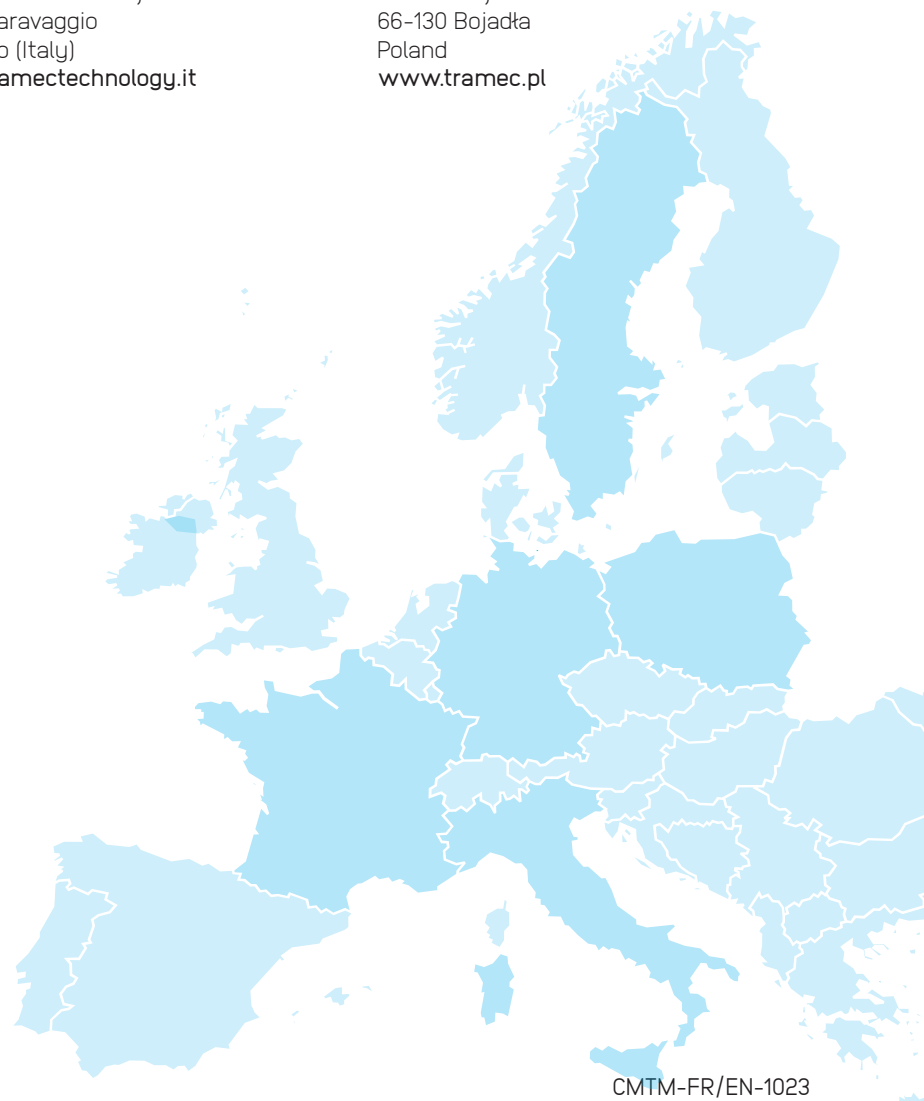 aravaggio
o (Italy)
amectechnology.it
66-130 Bojadła
Poland
www.tramec.pl
CMTM-FR/EN-1023